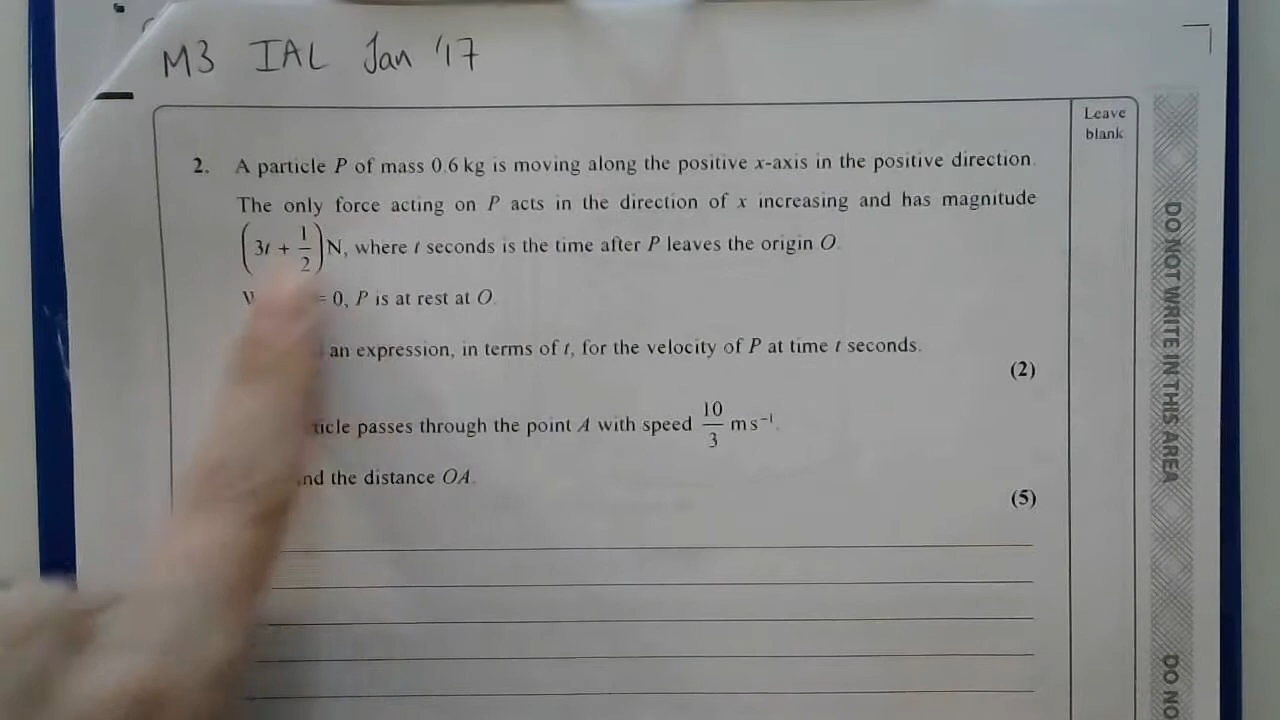 M3 IAL Jan '17
Leave
blank
2. A particle P of mass 0.6 kg is moving along the positive x-axis in the positive direction.
The only force acting on P acts in the direction of x increasing and has magnitude
(3t + 1/2) N, where t seconds is the time after P leaves the origin O.
= 0, P is at rest at O.
an expression, in terms of t, for the velocity of P at time t seconds.
(2)
passes through the point A with speed 10/3 m s⁻¹.
the distance OA.
(5)
DO NOT WRITE IN THIS AREA
DO NO